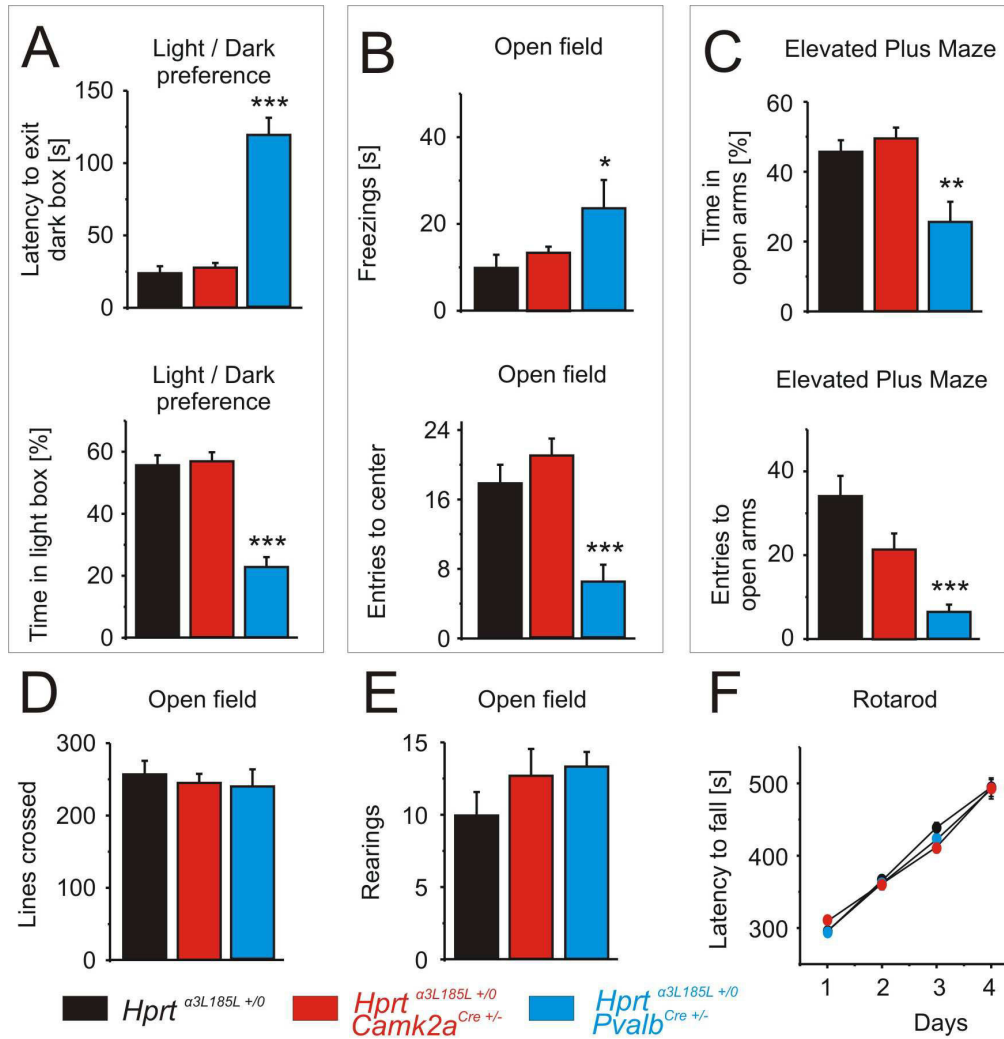 A
Light / Dark
preference
Latency to exit
dark box [s]
150
100
50
0
***
Light / Dark
preference
Time in light box [%]
60
40
20
0
***
B
Open field
Freezings [s]
40
20
0
*
Open field
Entries to center
24
16
8
0
***
C
Elevated Plus Maze
Time in
open arms [%]
60
40
20
0
**
Elevated Plus Maze
Entries to
open arms
40
20
0
***
D
Open field
Lines crossed
300
200
100
0
E
Open field
Rearings
15
10
5
0
F
Rotarod
Latency to fall [s]
500
400
300
1 2 3 4
Days
Hprt α3L185L +/0
Hprt α3L185L +/0
Camk2a Cre +/-
Hprt α3L185L +/0
Pvalb Cre +/-